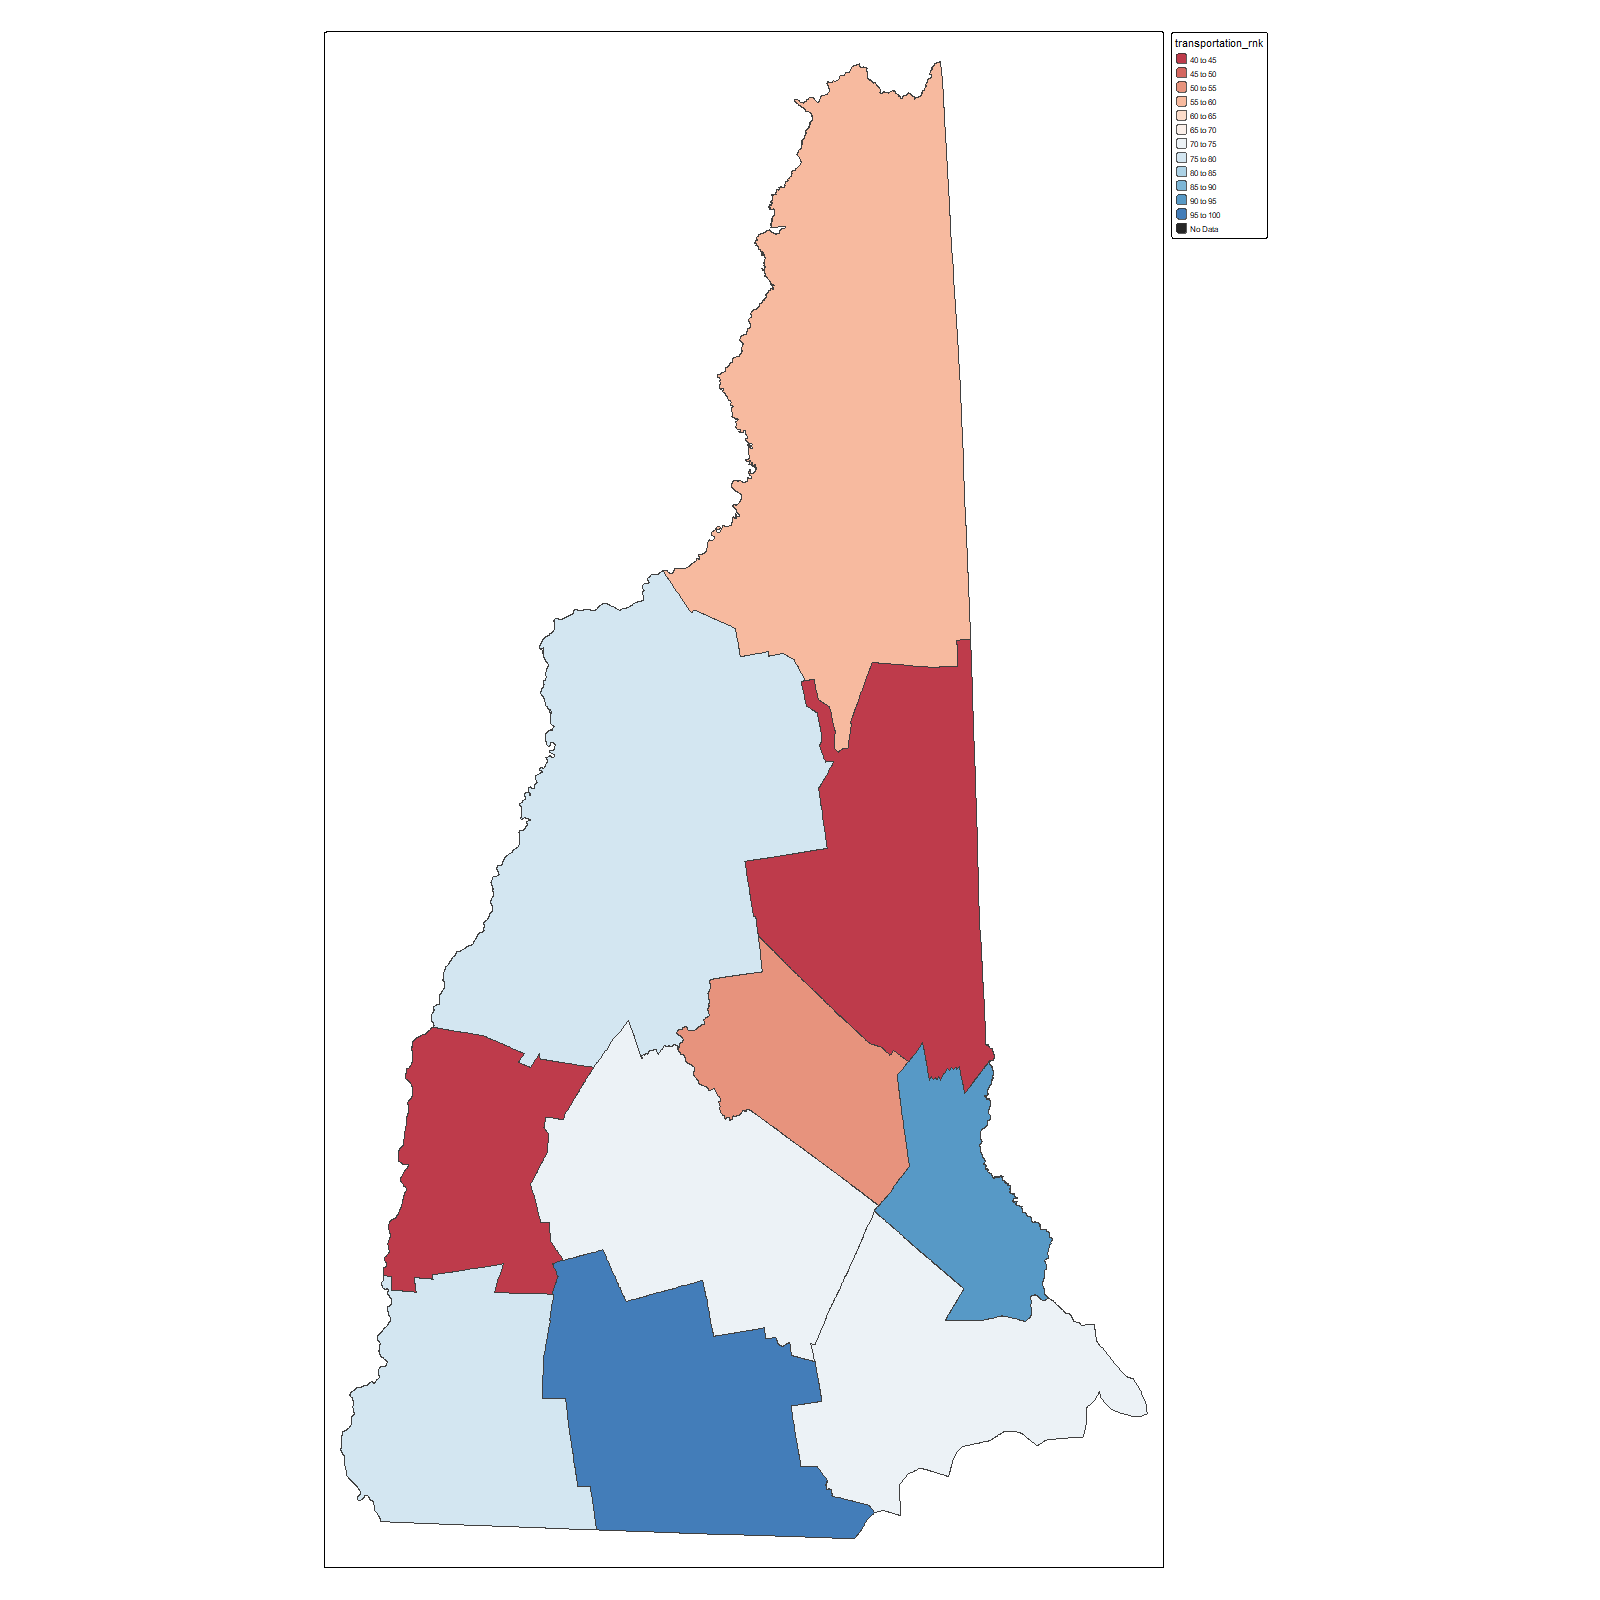 transportation_rnk
40 to 45
45 to 50
50 to 55
55 to 60
60 to 65
65 to 70
70 to 75
75 to 80
80 to 85
85 to 90
90 to 95
95 to 100
No Data